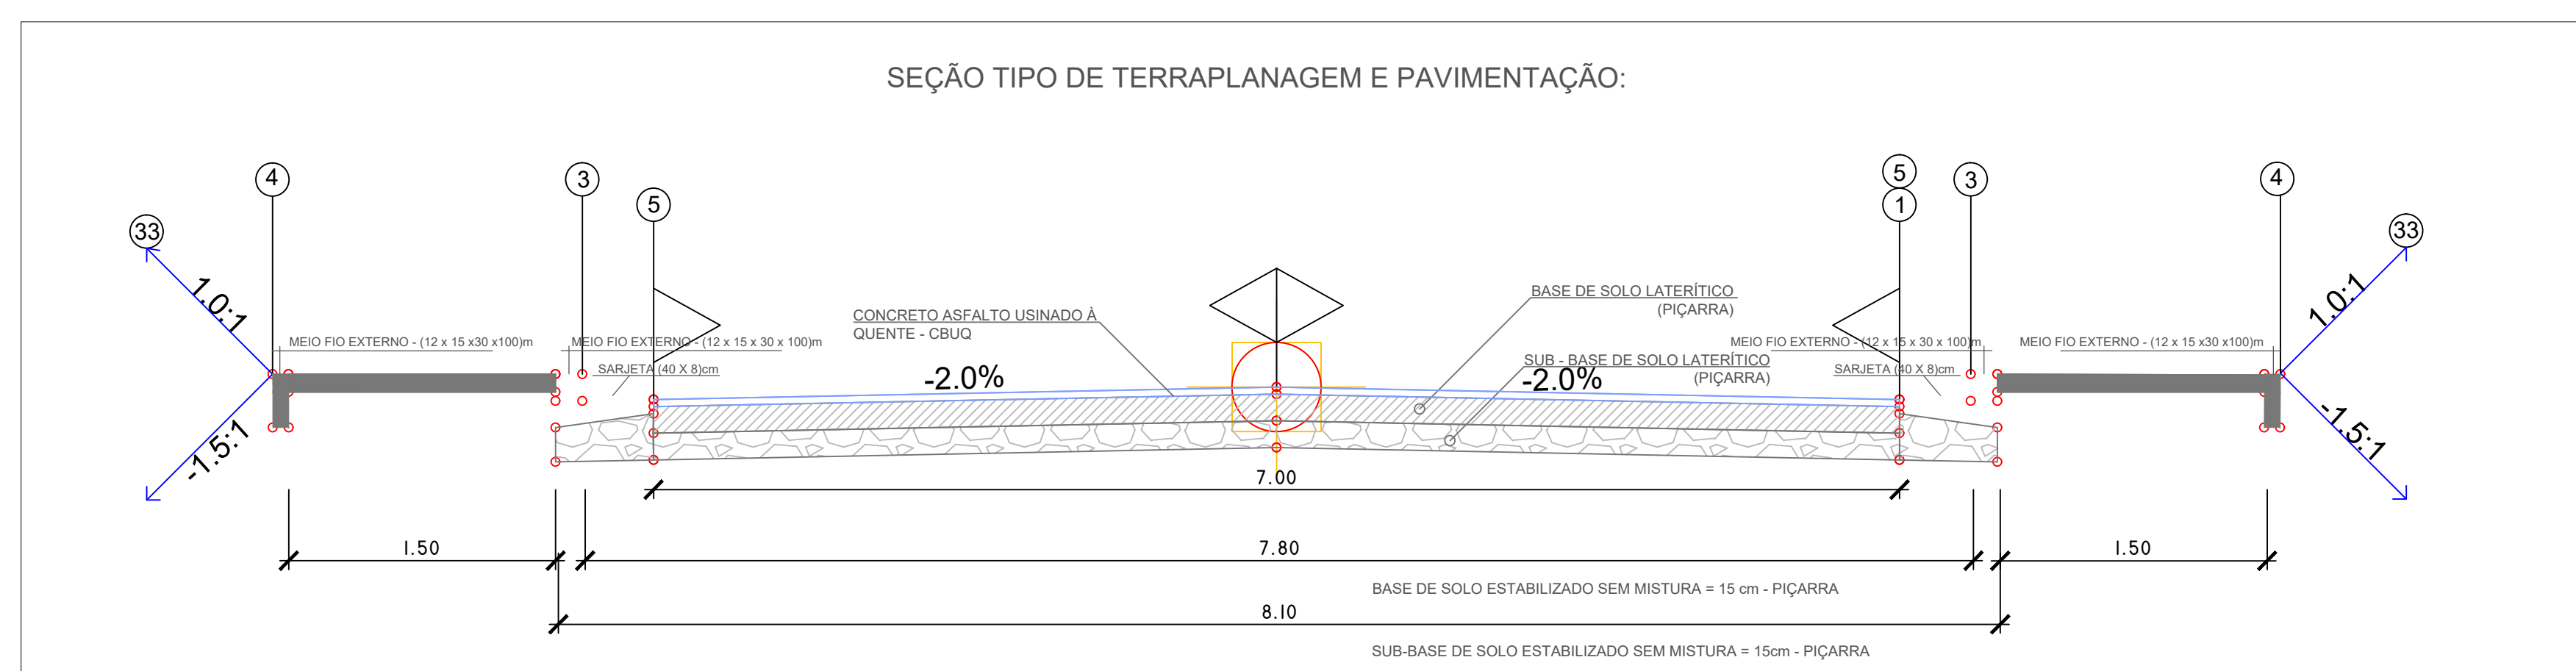 SEÇÃO TIPO DE TERRAPLANAGEM E PAVIMENTAÇÃO:
4
3
5
5
1
3
4
33
33
1.0:1
-1.5:1
MEIO FIO EXTERNO - (12 x 15 x30 x100)m
MEIO FIO EXTERNO - (12 x 15 x 30 x 100)m
SARJETA (40 X 8)cm
CONCRETO ASFALTO USINADO À
QUENTE - CBUQ
-2.0%
BASE DE SOLO LATERÍTICO
(PIÇARRA)
SUB - BASE DE SOLO LATERÍTICO
(PIÇARRA)
-2.0%
MEIO FIO EXTERNO - (12 x 15 x 30 x 100)m
SARJETA (40 X 8)cm
MEIO FIO EXTERNO - (12 x 15 x30 x100)m
1.0:1
-1.5:1
7.00
1.50
7.80
1.50
BASE DE SOLO ESTABILIZADO SEM MISTURA = 15 cm - PIÇARRA
8.10
SUB-BASE DE SOLO ESTABILIZADO SEM MISTURA = 15cm - PIÇARRA